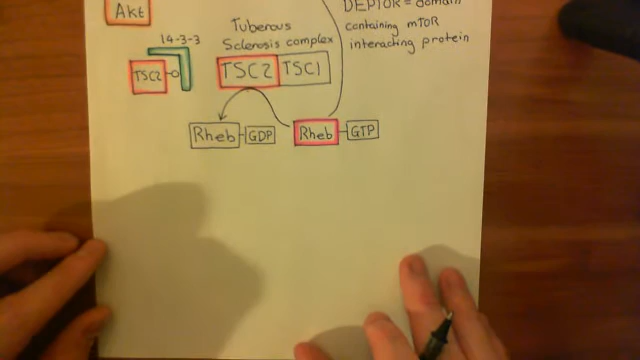 Akt
DEPTOR = domain
containing mTOR
interacting protein
Tuberous
Sclerosis complex
14-3-3
TSC2
TSC2 TSC1
Rheb GDP
Rheb GTP